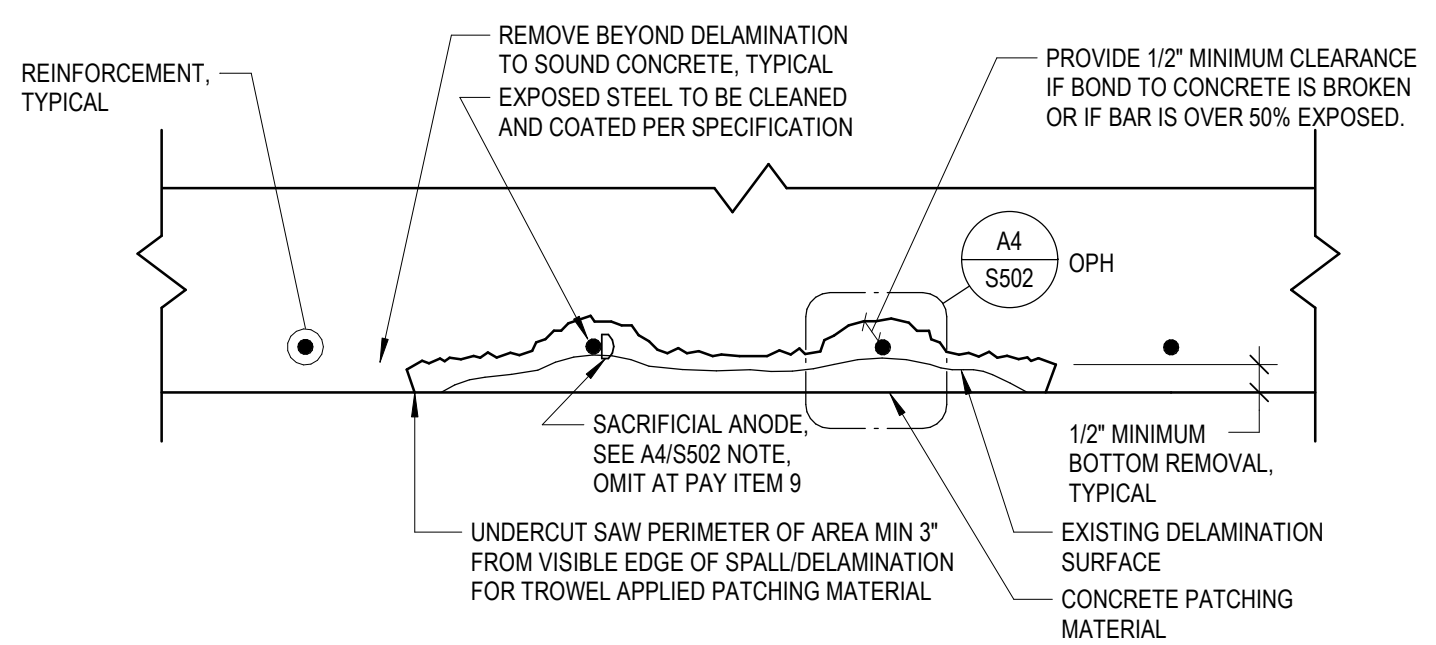 REINFORCEMENT,
TYPICAL
REMOVE BEYOND DELAMINATION
TO SOUND CONCRETE, TYPICAL
EXPOSED STEEL TO BE CLEANED
AND COATED PER SPECIFICATION
PROVIDE 1/2" MINIMUM CLEARANCE
IF BOND TO CONCRETE IS BROKEN
OR IF BAR IS OVER 50% EXPOSED.
A4
S502
OPH
SACRIFICIAL ANODE,
SEE A4/S502 NOTE,
OMIT AT PAY ITEM 9
1/2" MINIMUM
BOTTOM REMOVAL,
TYPICAL
UNDERCUT SAW PERIMETER OF AREA MIN 3"
FROM VISIBLE EDGE OF SPALL/DELAMINATION
FOR TROWEL APPLIED PATCHING MATERIAL
EXISTING DELAMINATION
SURFACE
CONCRETE PATCHING
MATERIAL